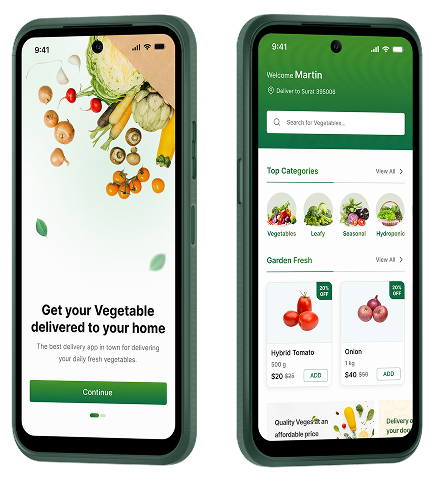 9:41
Get your Vegetable
delivered to your home
The best delivery app in town for delivering
your daily fresh vegetables.
Continue
9:41
Welcome Martin
Deliver to Surat 395006
Search for Vegetables...
Top Categories
View All
Vegetables
Leafy
Seasonal
Hydroponic
Garden Fresh
View All
20%
OFF
Hybrid Tomato
500 g
$20 $25
ADD
20%
OFF
Onion
1 kg
$40 $50
ADD
Quality Veges at an
affordable price
Delivery o
your doo